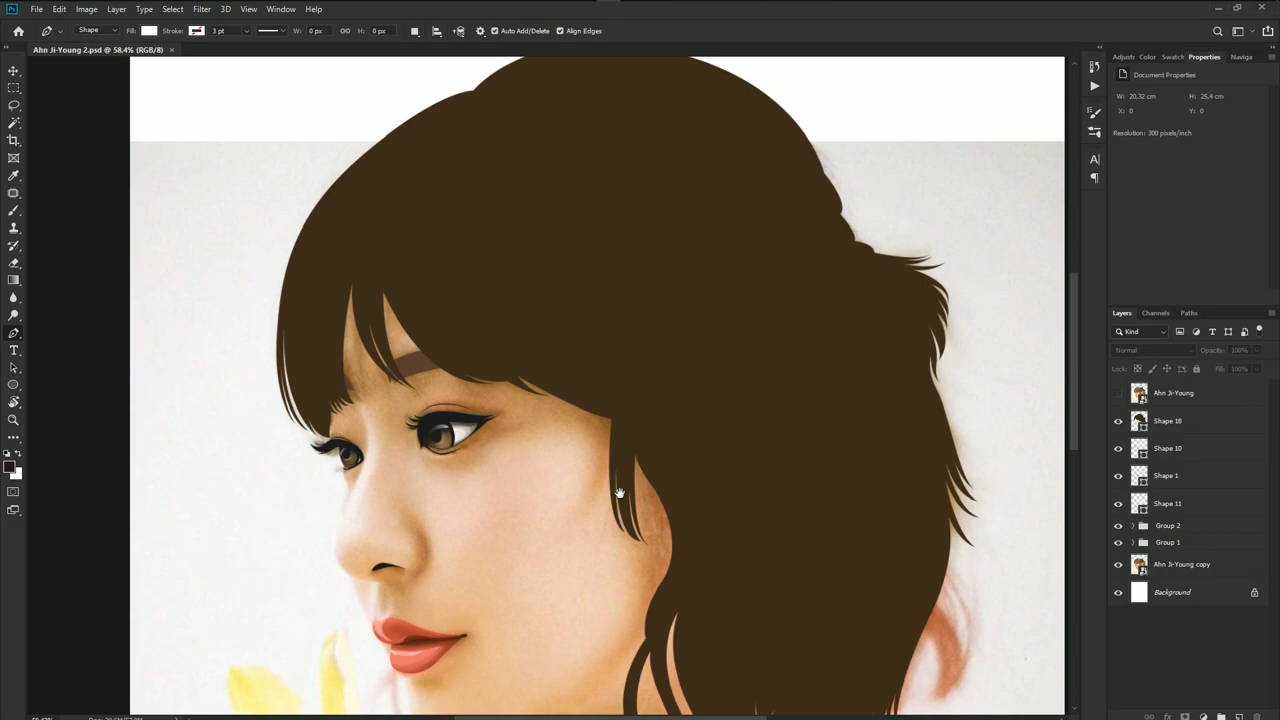 Ps File Edit Image Layer Type Select Filter 3D View Window Help
Shape Fill: Stroke: 3 pt W: 0 px H: 0 px Auto Add/Delete Align Edges
Ahn Ji-Young 2.psd @ 58,4% (RGB/8)
Adjust Color Swatch Properties Naviga
Document Properties
W: 20,32 cm H: 25,4 cm
X: 0 Y: 0
Resolution: 300 pixels/inch
Layers Channels Paths
Kind
Normal Opacity: 100%
Lock: Fill: 100%
Ahn Ji-Young
Shape 18
Shape 10
Shape 1
Shape 11
Group 2
Group 1
Ahn Ji-Young copy
Background